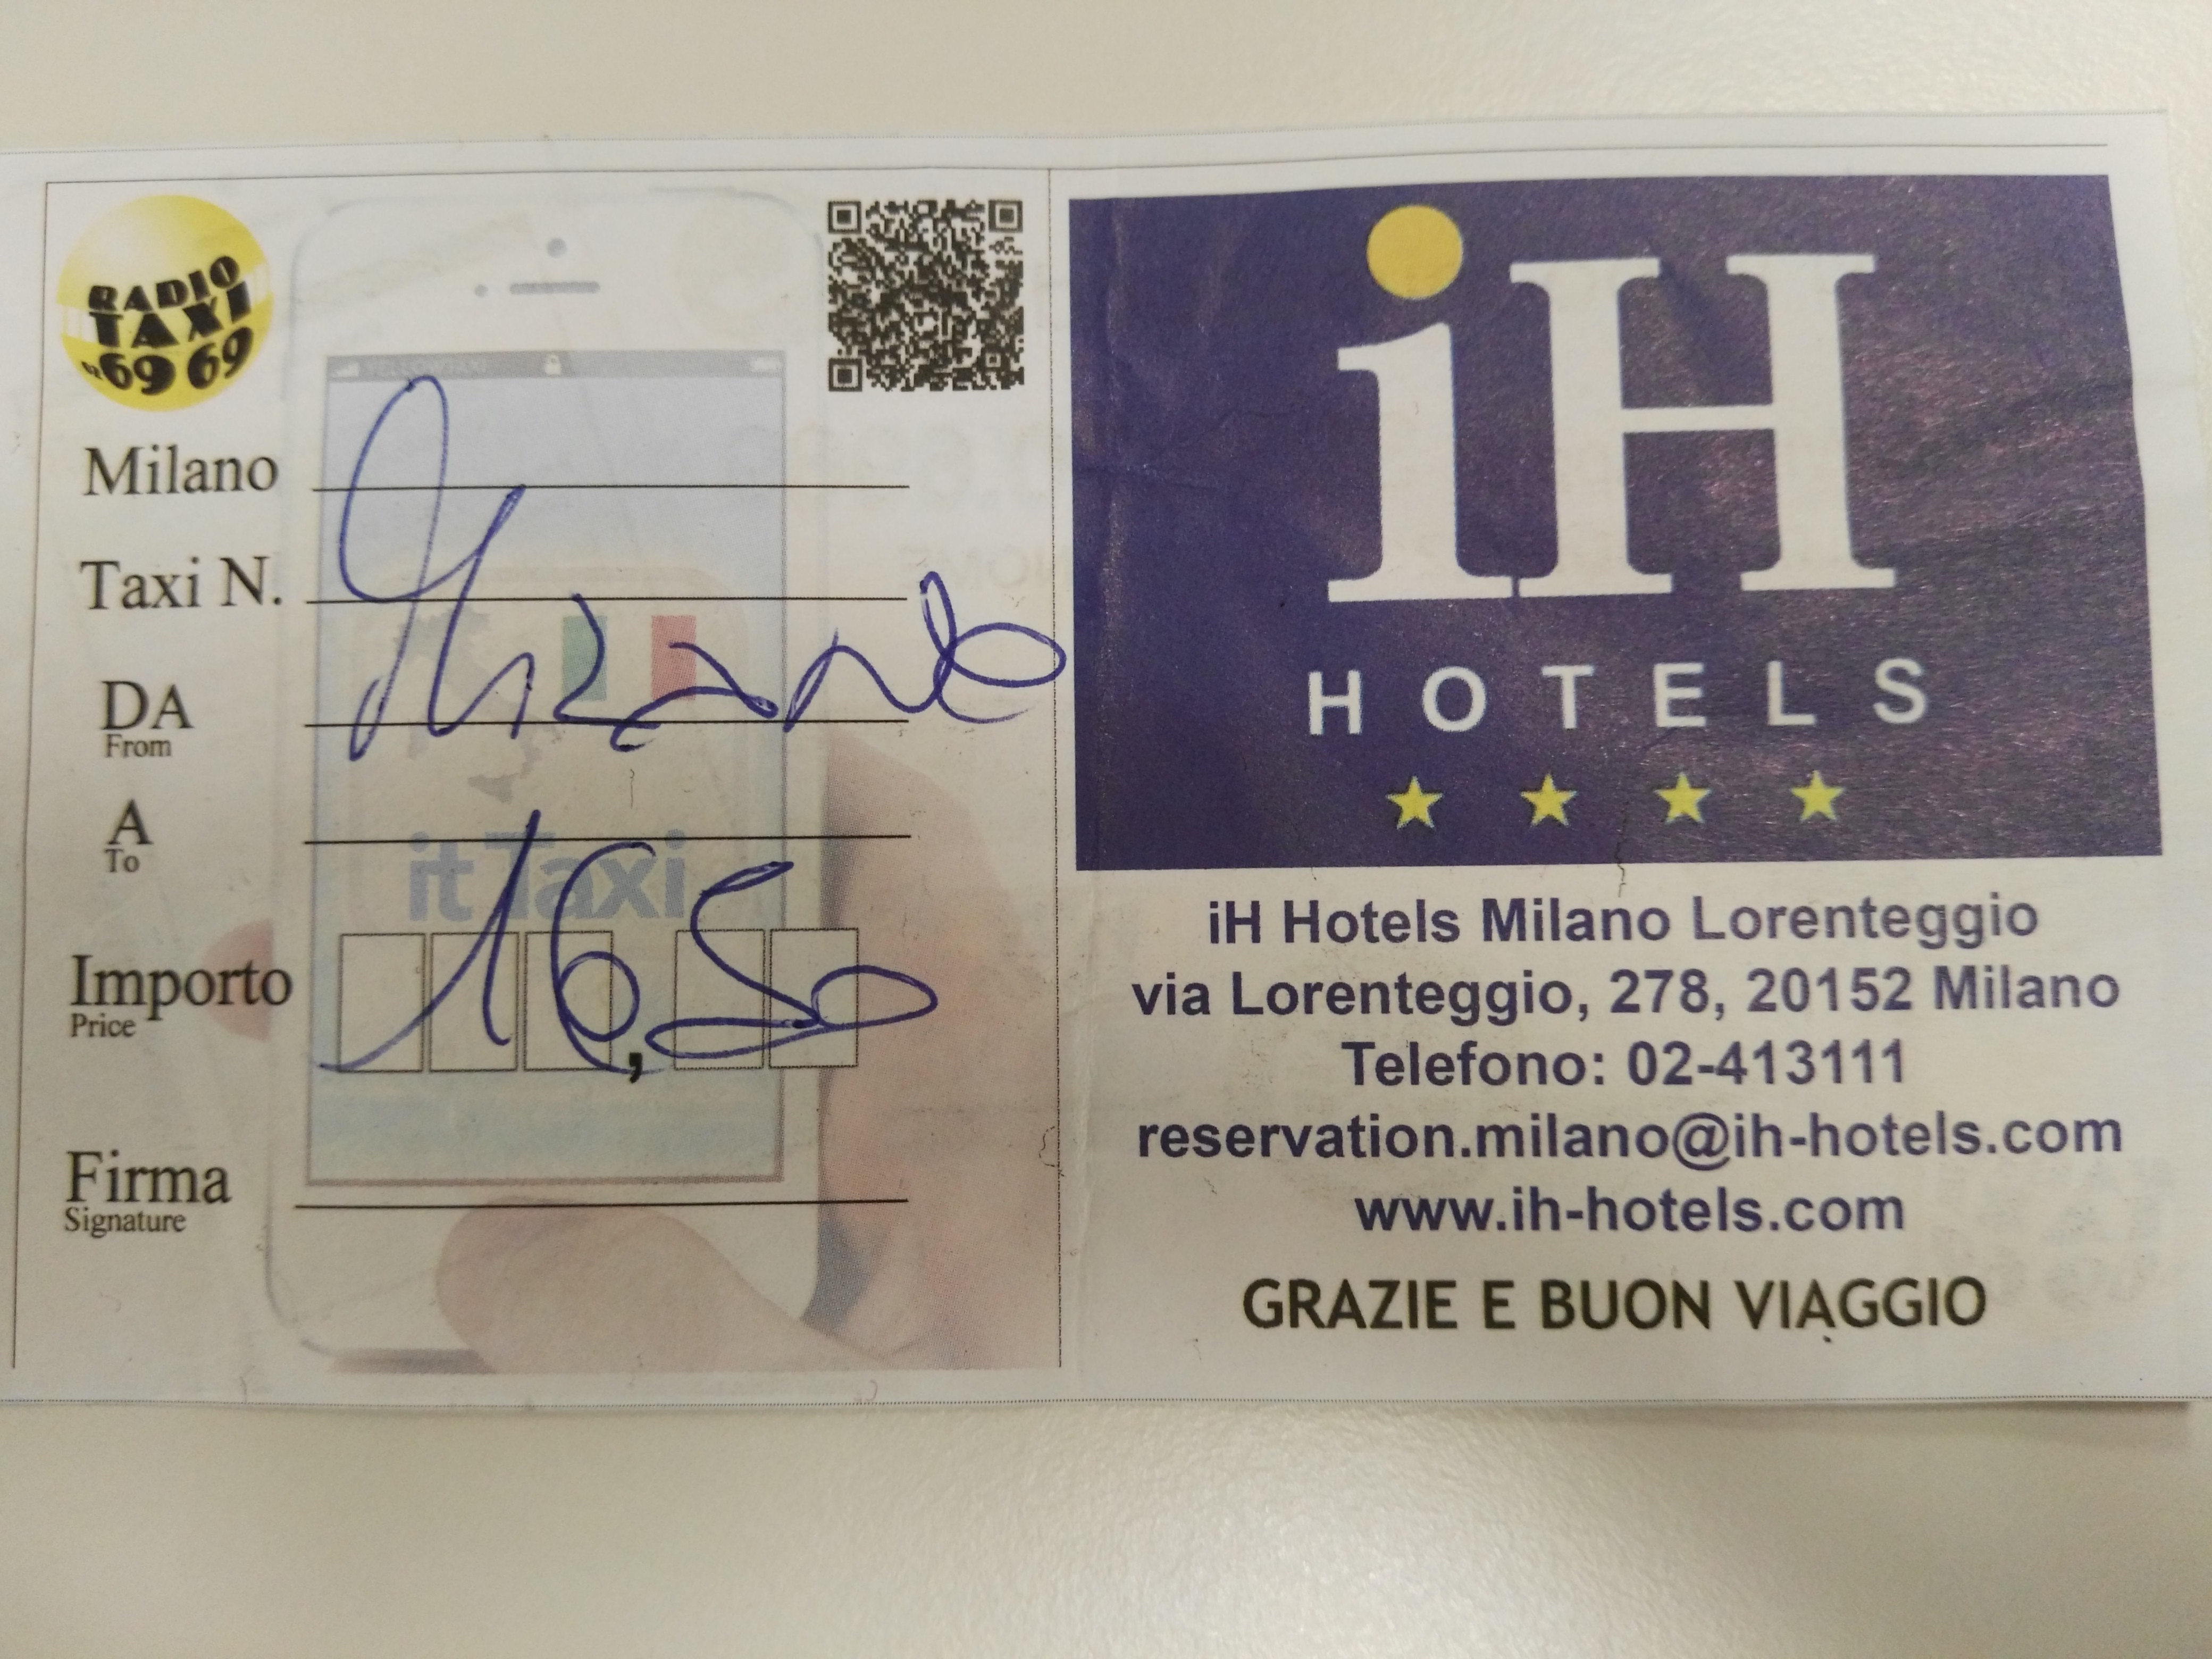 RADIO
TAXI
02 69 69
Milano
Taxi N.
DA
From
A
To
it Taxi
Importo
Price
16,50
Firma
Signature
iH
HOTELS
iH Hotels Milano Lorenteggio
via Lorenteggio, 278, 20152 Milano
Telefono: 02-413111
reservation.milano@ih-hotels.com
www.ih-hotels.com
GRAZIE E BUON VIAGGIO